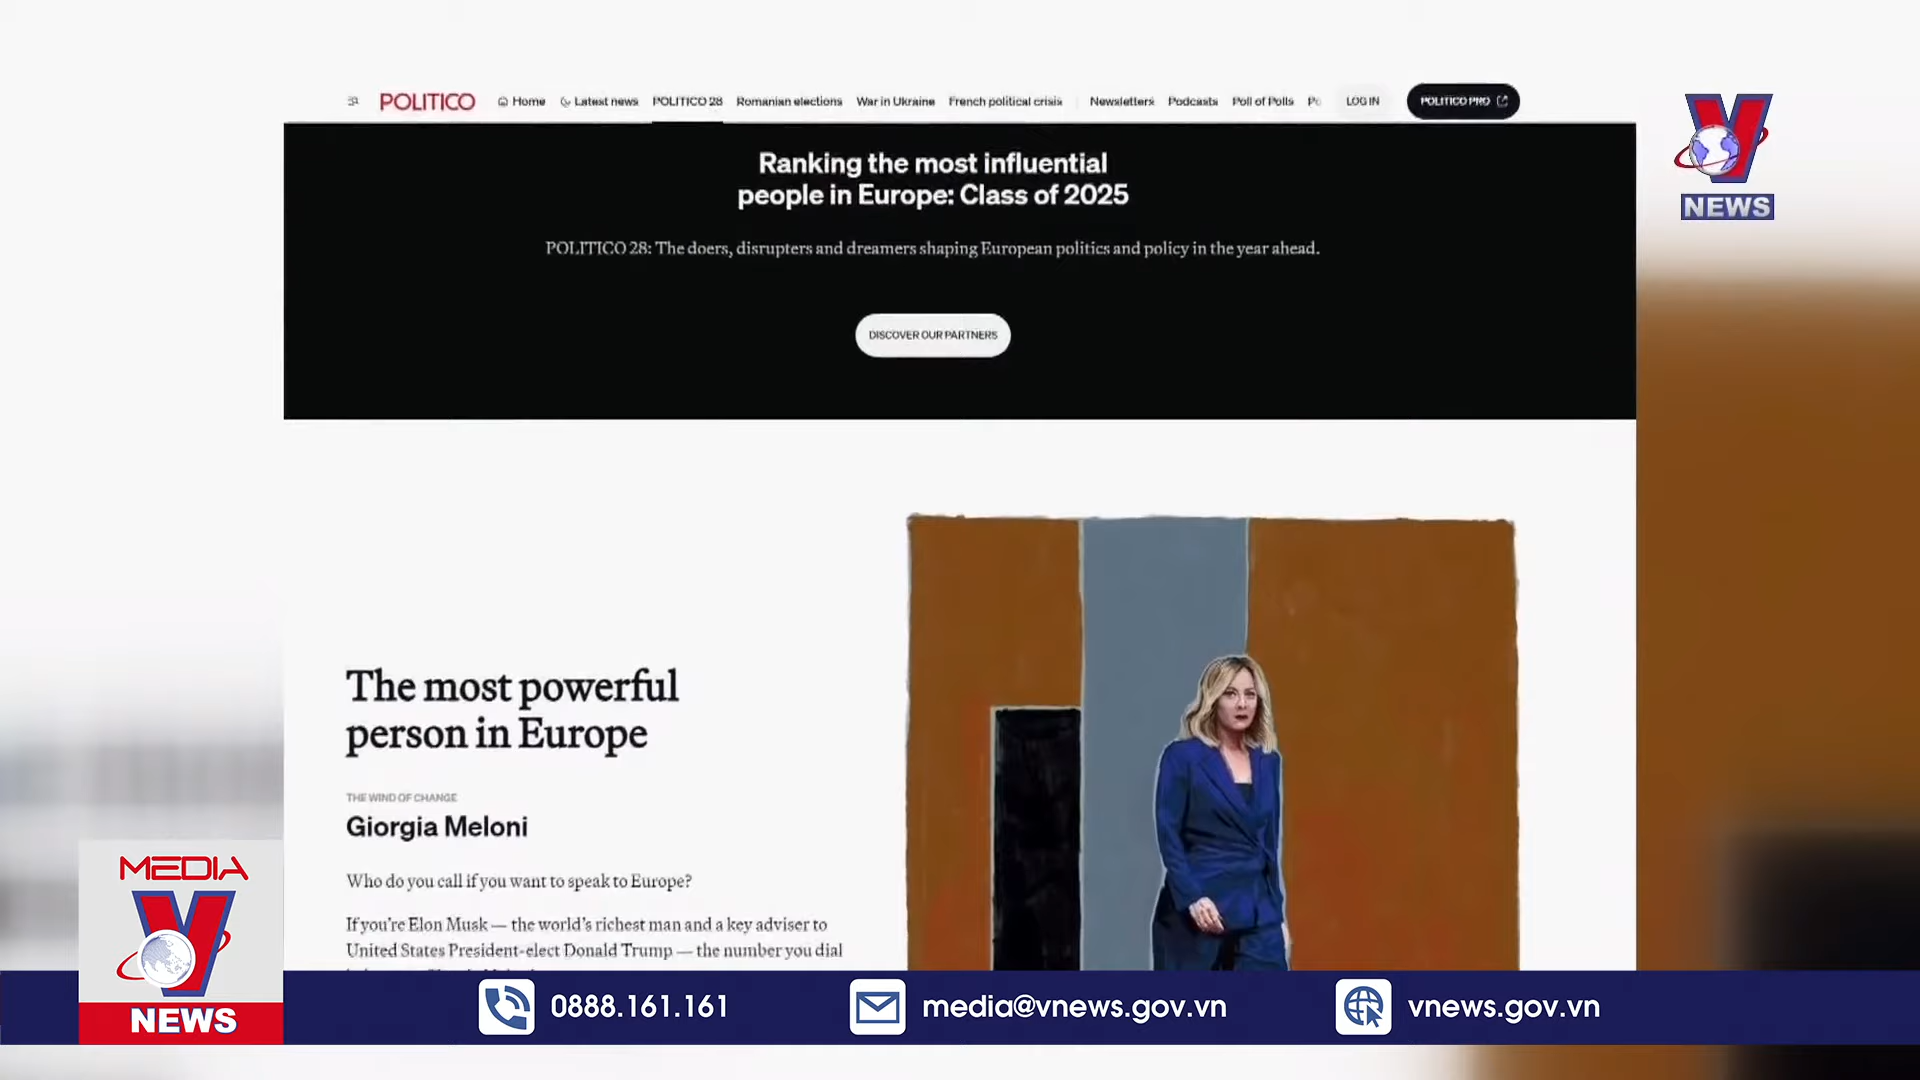 POLITICO
Home
Latest news
POLITICO 28
Romanian elections
War in Ukraine
French political crisis
Newsletters
Podcasts
Poll of Polls
LOG IN
POLITICO PRO
Ranking the most influential
people in Europe: Class of 2025
POLITICO 28: The doers, disrupters and dreamers shaping European politics and policy in the year ahead.
DISCOVER OUR PARTNERS
V
NEWS
The most powerful
person in Europe
THE WIND OF CHANGE
Giorgia Meloni
Who do you call if you want to speak to Europe?
If you're Elon Musk — the world's richest man and a key adviser to
United States President-elect Donald Trump — the number you dial
MEDIA
V
NEWS
0888.161.161
media@vnews.gov.vn
vnews.gov.vn